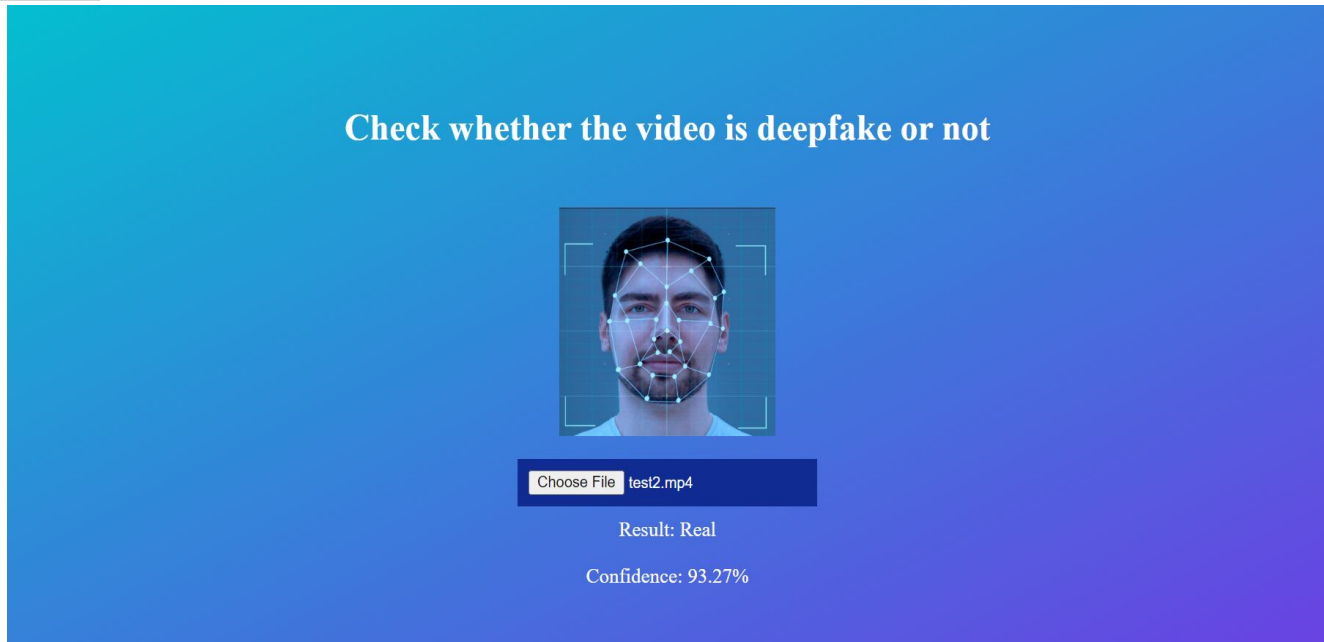 Check whether the video is deepfake or not
Choose File test2.mp4
Result: Real
Confidence: 93.27%